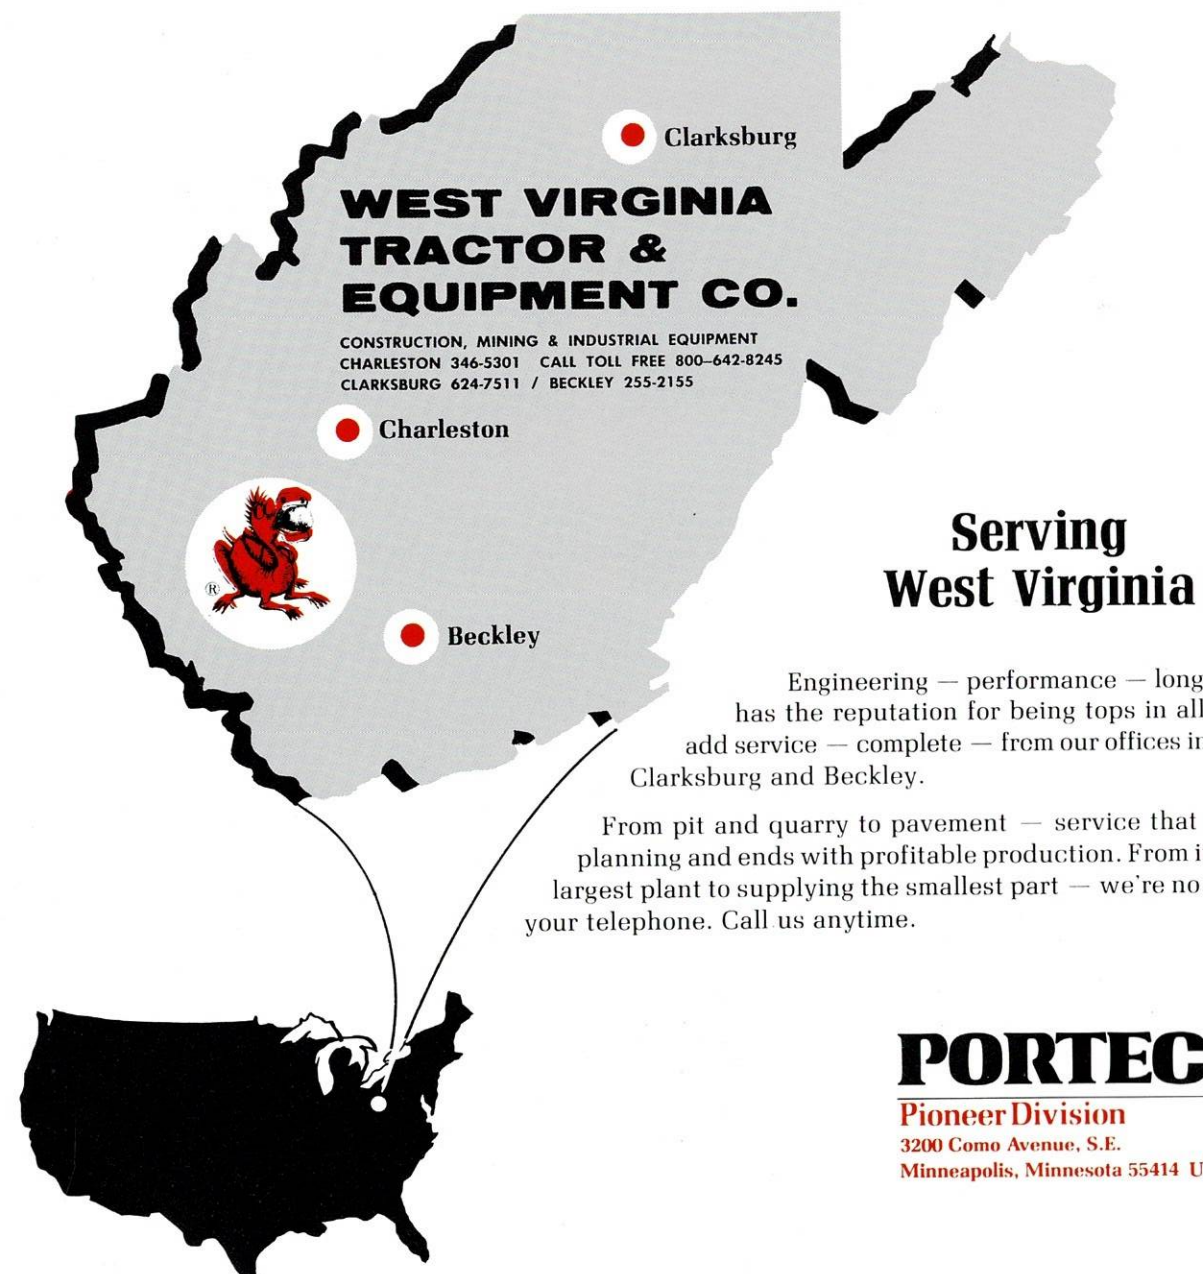 Clarksburg
WEST VIRGINIA
TRACTOR &
EQUIPMENT CO.
CONSTRUCTION, MINING & INDUSTRIAL EQUIPMENT
CHARLESTON 346-5301 CALL TOLL FREE 800–642-8245
CLARKSBURG 624-7511 / BECKLEY 255-2155
Charleston
®
Beckley
Serving
West Virginia
Engineering — performance — long
has the reputation for being tops in all
add service — complete — from our offices in
Clarksburg and Beckley.
From pit and quarry to pavement — service that
planning and ends with profitable production. From i
largest plant to supplying the smallest part — we're no
your telephone. Call us anytime.
PORTEC
Pioneer Division
3200 Como Avenue, S.E.
Minneapolis, Minnesota 55414 U